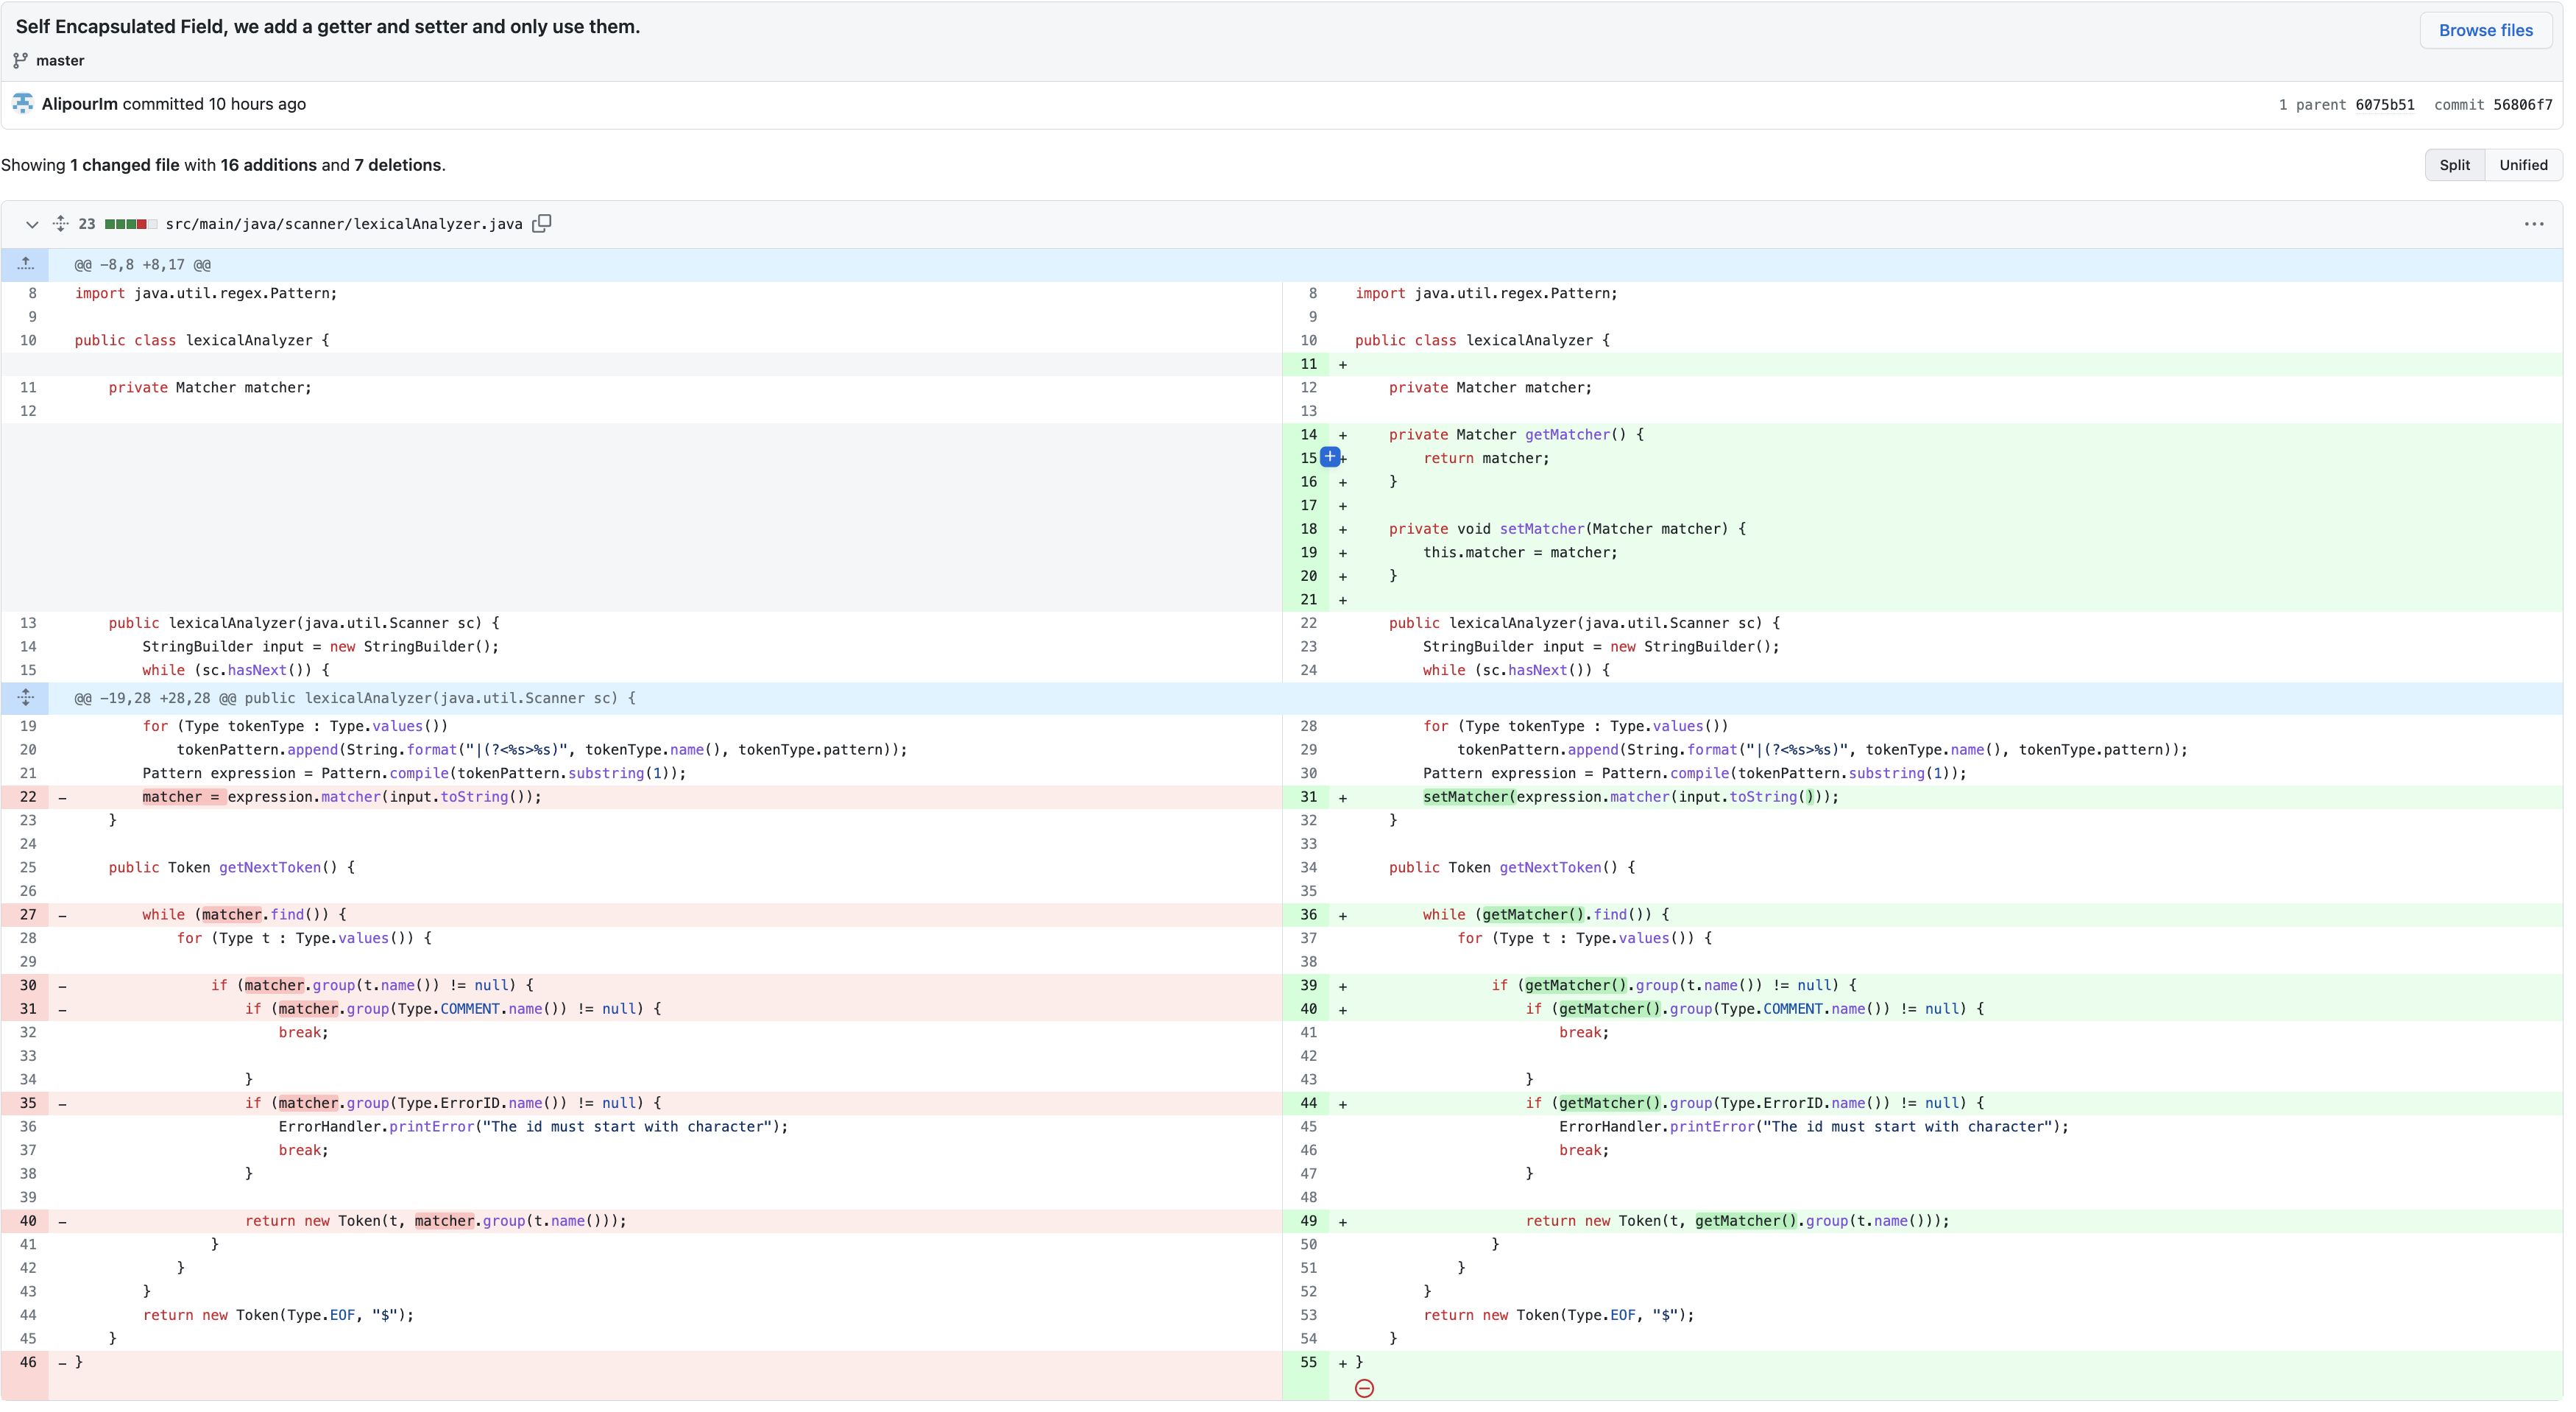 Self Encapsulated Field, we add a getter and setter and only use them.
Browse files
master
AlipourIm committed 10 hours ago
1 parent 6075b51 commit 56806f7
Showing 1 changed file with 16 additions and 7 deletions.
Split Unified
23 src/main/java/scanner/lexicalAnalyzer.java
@@ -8,8 +8,17 @@
8 import java.util.regex.Pattern; 8 import java.util.regex.Pattern;
9 9
10 public class lexicalAnalyzer { 10 public class lexicalAnalyzer {
11 +
11 private Matcher matcher; 12 private Matcher matcher;
12 13
14 + private Matcher getMatcher() {
15 + return matcher;
16 + }
17 +
18 + private void setMatcher(Matcher matcher) {
19 + this.matcher = matcher;
20 + }
21 +
13 public lexicalAnalyzer(java.util.Scanner sc) { 22 public lexicalAnalyzer(java.util.Scanner sc) {
14 StringBuilder input = new StringBuilder(); 23 StringBuilder input = new StringBuilder();
15 while (sc.hasNext()) { 24 while (sc.hasNext()) {
@@ -19,28 +28,28 @@ public lexicalAnalyzer(java.util.Scanner sc) {
19 for (Type tokenType : Type.values()) 28 for (Type tokenType : Type.values())
20 tokenPattern.append(String.format("|(?<%s>%s)", tokenType.name(), tokenType.pattern)); 29 tokenPattern.append(String.format("|(?<%s>%s)", tokenType.name(), tokenType.pattern));
21 Pattern expression = Pattern.compile(tokenPattern.substring(1)); 30 Pattern expression = Pattern.compile(tokenPattern.substring(1));
22 - matcher = expression.matcher(input.toString()); 31 + setMatcher(expression.matcher(input.toString()));
23 } 32 }
24 33
25 public Token getNextToken() { 34 public Token getNextToken() {
26 35
27 - while (matcher.find()) { 36 + while (getMatcher().find()) {
28 for (Type t : Type.values()) { 37 for (Type t : Type.values()) {
29 38
30 - if (matcher.group(t.name()) != null) { 39 + if (getMatcher().group(t.name()) != null) {
31 - if (matcher.group(Type.COMMENT.name()) != null) { 40 + if (getMatcher().group(Type.COMMENT.name()) != null) {
32 break; 41 break;
33 42
34 } 43 }
35 - if (matcher.group(Type.ErrorID.name()) != null) { 44 + if (getMatcher().group(Type.ErrorID.name()) != null) {
36 ErrorHandler.printError("The id must start with character"); 45 ErrorHandler.printError("The id must start with character");
37 break; 46 break;
38 } 47 }
39 48
40 - return new Token(t, matcher.group(t.name())); 49 + return new Token(t, getMatcher().group(t.name()));
41 } 50 }
42 } 51 }
43 } 52 }
44 return new Token(Type.EOF, "$"); 53 return new Token(Type.EOF, "$");
45 } 54 }
46 - } 55 + }